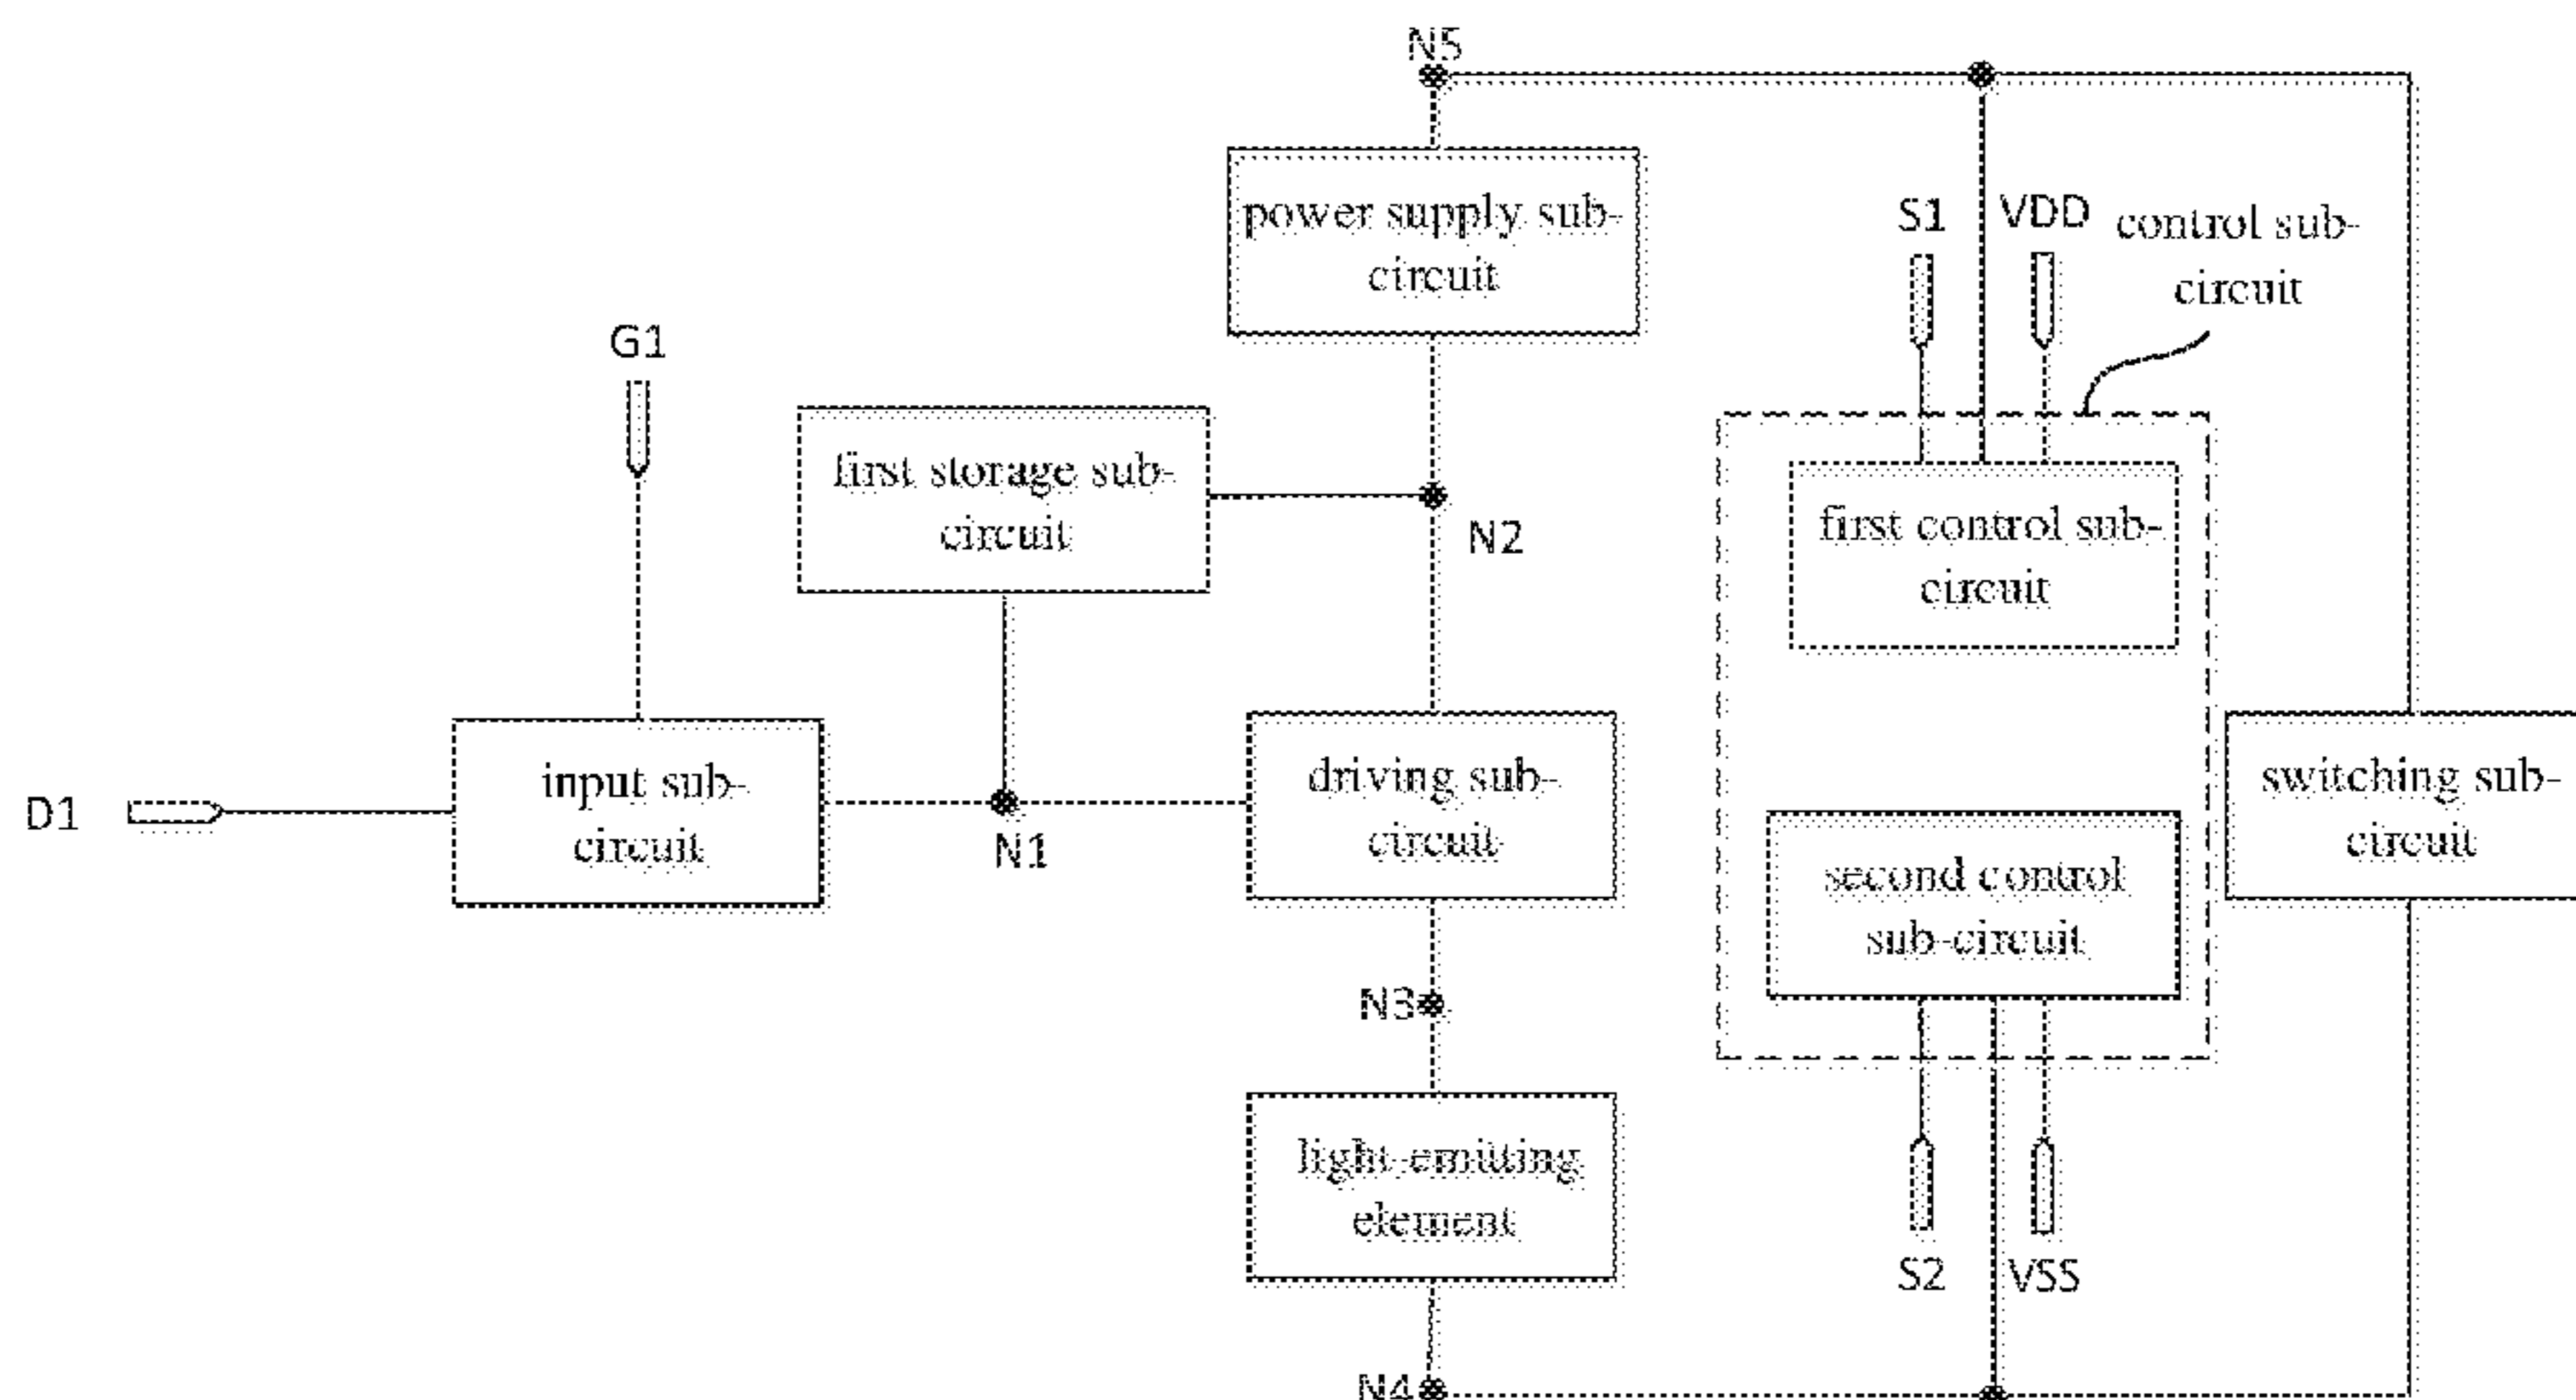 N5
power supply sub-
circuit
S1
VDD
control sub-
circuit
G1
first storage sub-
circuit
N2
first control sub-
circuit
D1
input sub-
circuit
N1
driving sub-
circuit
switching sub-
circuit
second control
sub-circuit
N3
light-emitting
element
S2
VSS
N4